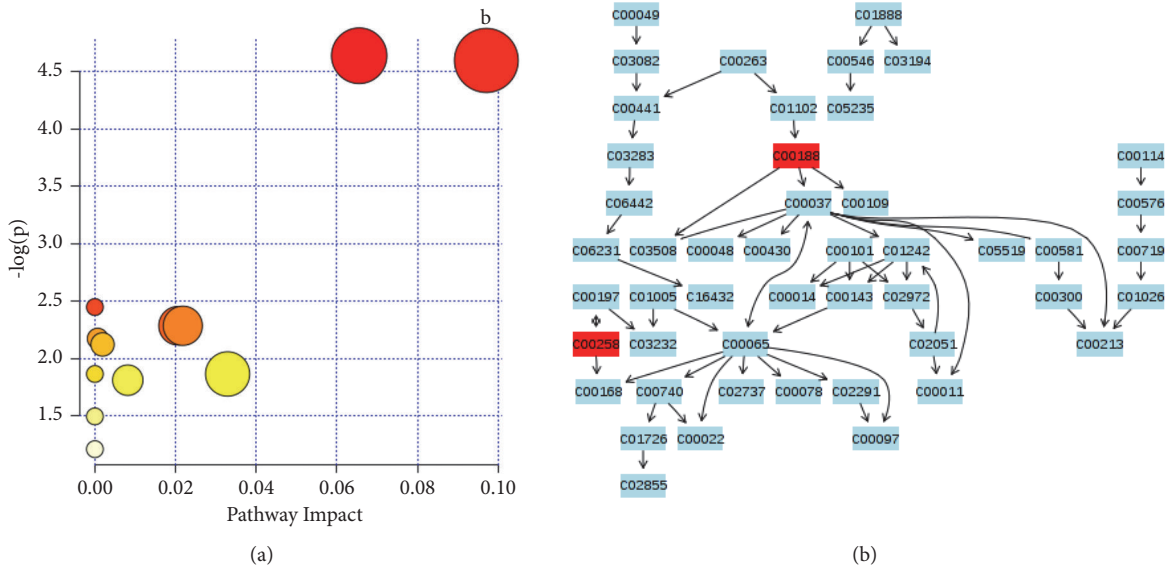 b
-log(p)
4.5
4.0
3.5
3.0
2.5
2.0
1.5
0.00 0.02 0.04 0.06 0.08 0.10
Pathway Impact
(a)
C00049 C01888
C03082 C00263 C00546 C03194
C00441 C01102 C05235
C03283 C00188 C00114
C06442 C00037 C00109 C00576
C06231 C03508 C00048 C00430 C00101 C01242 C05519 C00581 C00719
C00197 C01005 C16432 C00014 C00143 C02972 C00300 C01026
C00258 C03232 C00065 C02051 C00213
C00168 C00740 C02737 C00078 C02291 C00011
C01726 C00022 C00097
C02855
(b)